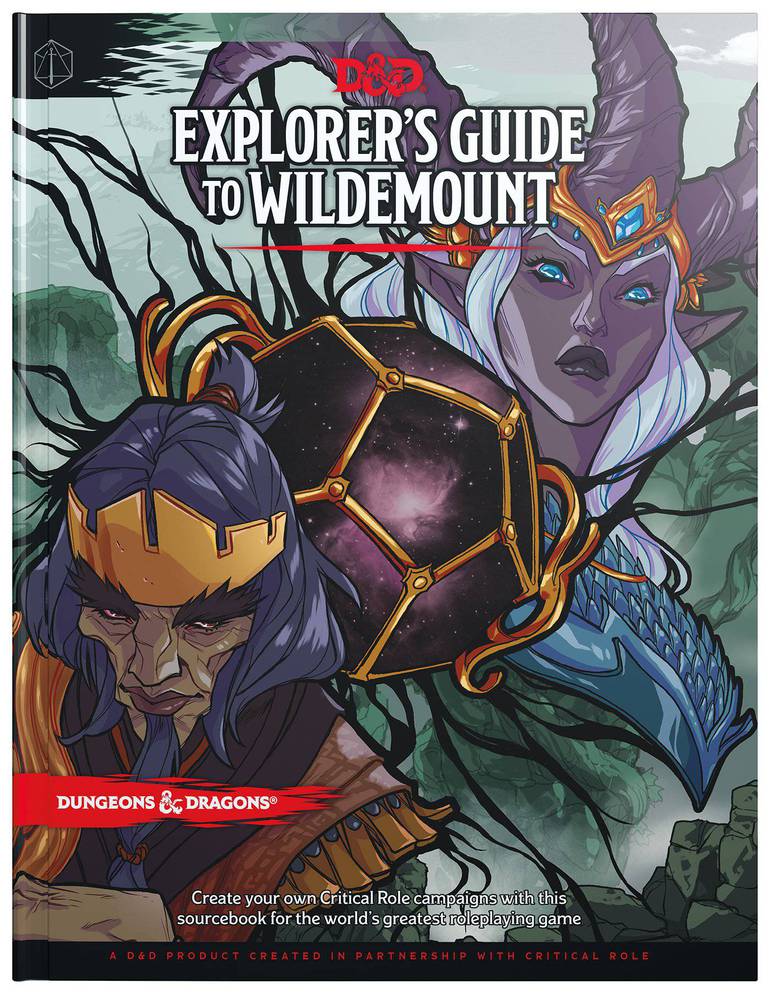 D&D
EXPLORER'S GUIDE
TO WILDEMOUNT
DUNGEONS & DRAGONS®
Create your own Critical Role campaigns with this
sourcebook for the world's greatest roleplaying game
A D&D PRODUCT CREATED IN PARTNERSHIP WITH CRITICAL ROLE